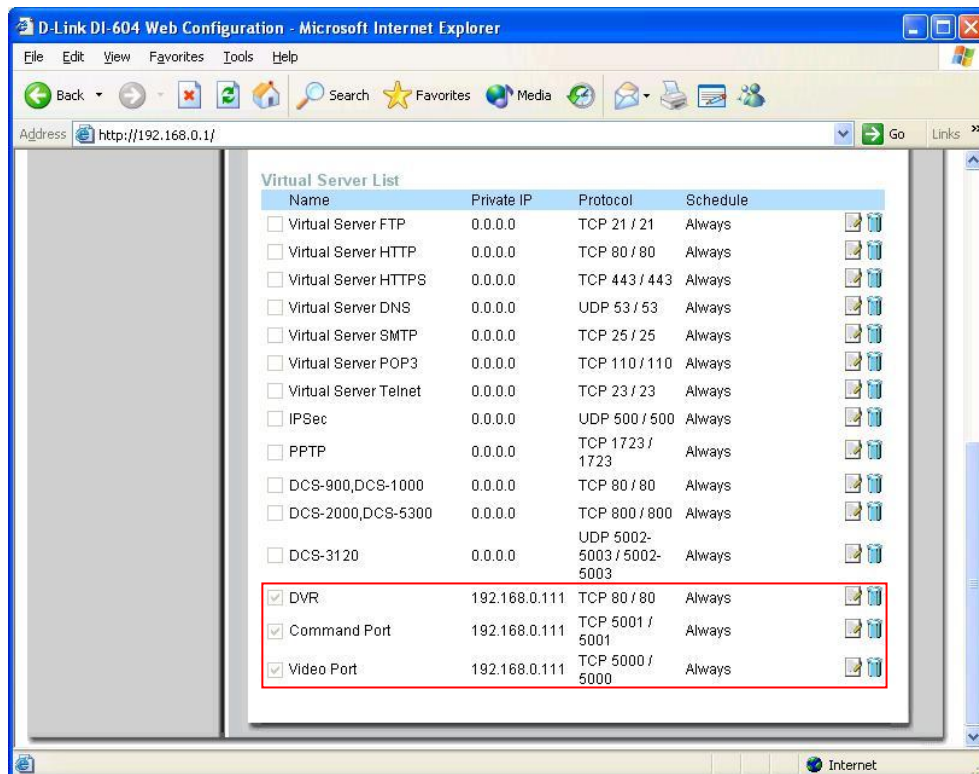 D-Link DI-604 Web Configuration - Microsoft Internet Explorer
File Edit View Favorites Tools Help
Back Search Favorites Media
Address http://192.168.0.1/ Go Links »
Virtual Server List
Name Private IP Protocol Schedule
Virtual Server FTP 0.0.0.0 TCP 21 / 21 Always
Virtual Server HTTP 0.0.0.0 TCP 80 / 80 Always
Virtual Server HTTPS 0.0.0.0 TCP 443 / 443 Always
Virtual Server DNS 0.0.0.0 UDP 53 / 53 Always
Virtual Server SMTP 0.0.0.0 TCP 25 / 25 Always
Virtual Server POP3 0.0.0.0 TCP 110 / 110 Always
Virtual Server Telnet 0.0.0.0 TCP 23 / 23 Always
IPSec 0.0.0.0 UDP 500 / 500 Always
PPTP 0.0.0.0 TCP 1723 / Always
1723
DCS-900,DCS-1000 0.0.0.0 TCP 80 / 80 Always
DCS-2000,DCS-5300 0.0.0.0 TCP 800 / 800 Always
UDP 5002-
DCS-3120 0.0.0.0 5003 / 5002- Always
5003
DVR 192.168.0.111 TCP 80 / 80 Always
Command Port 192.168.0.111 TCP 5001 / Always
5001
Video Port 192.168.0.111 TCP 5000 / Always
5000
Internet